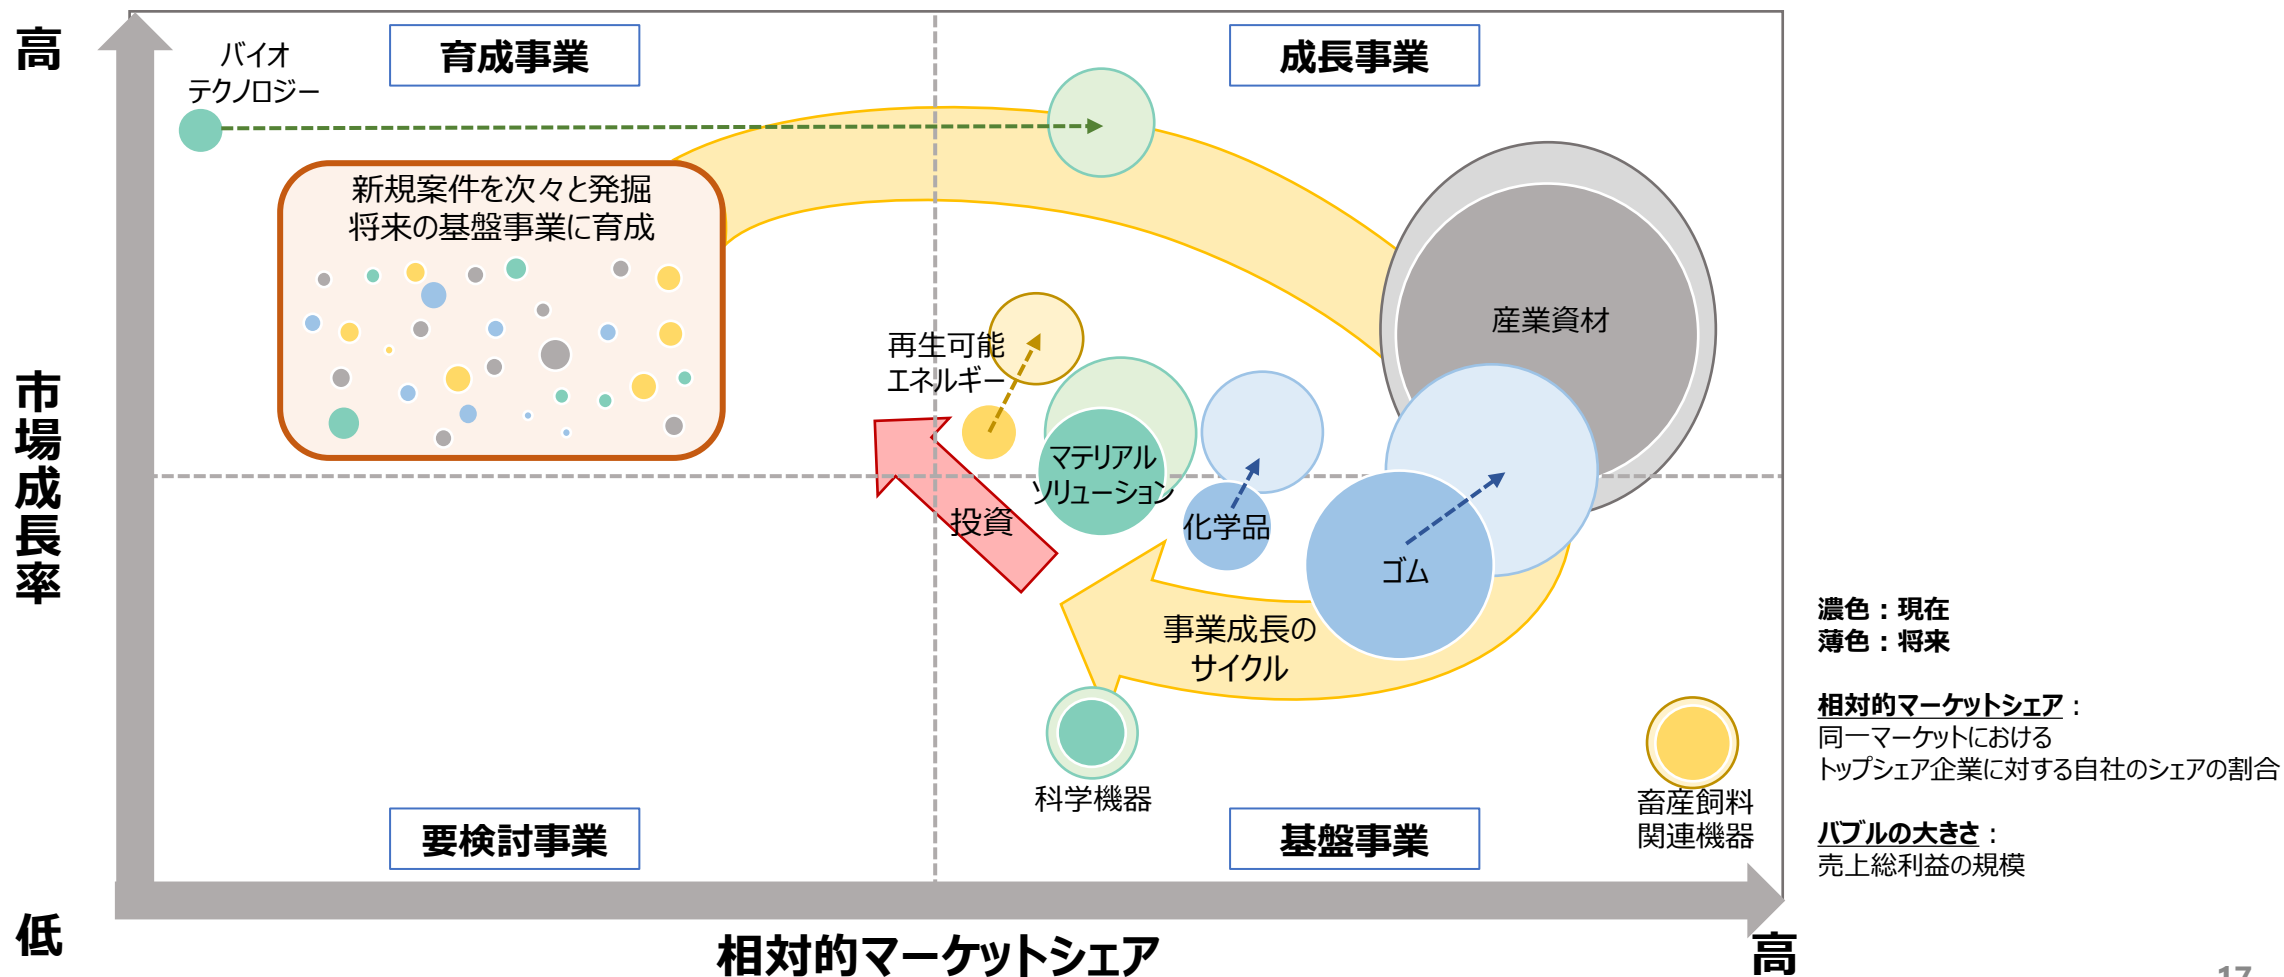 高
バイオ
テクノロジー
育成事業
成長事業
新規案件を次々と発掘
将来の基盤事業に育成
産業資材
再生可能
エネルギー
市場成長率
マテリアル
ソリューション
投資
化学品
ゴム
事業成長の
サイクル
濃色：現在
薄色：将来
相対的マーケットシェア：
同一マーケットにおける
トップシェア企業に対する自社のシェアの割合
科学機器
畜産飼料
関連機器
バブルの大きさ：
売上総利益の規模
要検討事業
基盤事業
低
相対的マーケットシェア
高
17